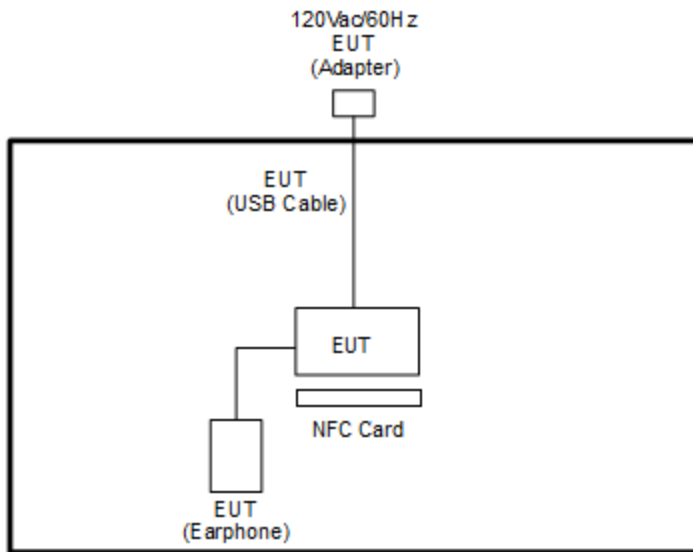 120Vac/60Hz
EUT
(Adapter)
EUT
(USB Cable)
EUT
NFC Card
EUT
(Earphone)